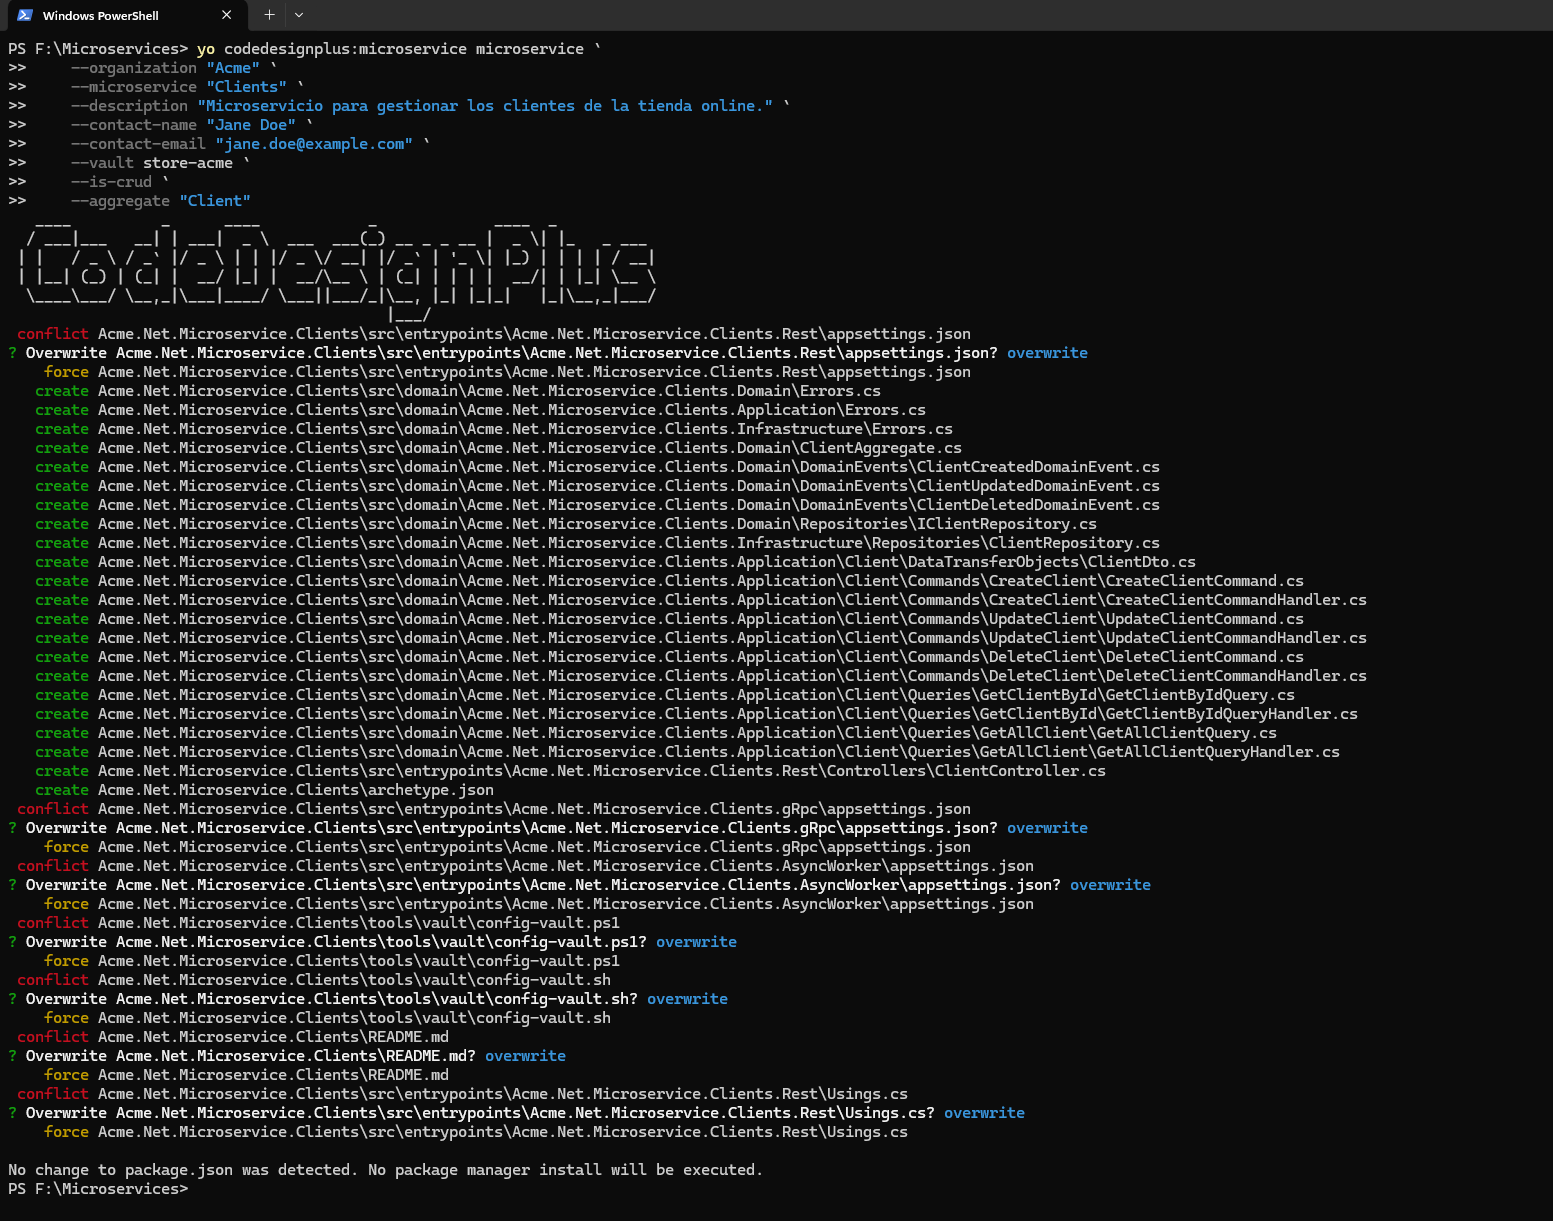 Windows PowerShell
PS F:\Microservices> yo codedesignplus:microservice microservice `
>>     --organization "Acme" `
>>     --microservice "Clients" `
>>     --description "Microservicio para gestionar los clientes de la tienda online." `
>>     --contact-name "Jane Doe" `
>>     --contact-email "jane.doe@example.com" `
>>     --vault store-acme `
>>     --is-crud `
>>     --aggregate "Client"
CodeDesignPlus
conflict Acme.Net.Microservice.Clients\src\entrypoints\Acme.Net.Microservice.Clients.Rest\appsettings.json
? Overwrite Acme.Net.Microservice.Clients\src\entrypoints\Acme.Net.Microservice.Clients.Rest\appsettings.json? overwrite
force Acme.Net.Microservice.Clients\src\entrypoints\Acme.Net.Microservice.Clients.Rest\appsettings.json
create Acme.Net.Microservice.Clients\src\domain\Acme.Net.Microservice.Clients.Domain\Errors.cs
create Acme.Net.Microservice.Clients\src\domain\Acme.Net.Microservice.Clients.Application\Errors.cs
create Acme.Net.Microservice.Clients\src\domain\Acme.Net.Microservice.Clients.Infrastructure\Errors.cs
create Acme.Net.Microservice.Clients\src\domain\Acme.Net.Microservice.Clients.Domain\ClientAggregate.cs
create Acme.Net.Microservice.Clients\src\domain\Acme.Net.Microservice.Clients.Domain\DomainEvents\ClientCreatedDomainEvent.cs
create Acme.Net.Microservice.Clients\src\domain\Acme.Net.Microservice.Clients.Domain\DomainEvents\ClientUpdatedDomainEvent.cs
create Acme.Net.Microservice.Clients\src\domain\Acme.Net.Microservice.Clients.Domain\DomainEvents\ClientDeletedDomainEvent.cs
create Acme.Net.Microservice.Clients\src\domain\Acme.Net.Microservice.Clients.Domain\Repositories\IClientRepository.cs
create Acme.Net.Microservice.Clients\src\domain\Acme.Net.Microservice.Clients.Infrastructure\Repositories\ClientRepository.cs
create Acme.Net.Microservice.Clients\src\domain\Acme.Net.Microservice.Clients.Application\Client\DataTransferObjects\ClientDto.cs
create Acme.Net.Microservice.Clients\src\domain\Acme.Net.Microservice.Clients.Application\Client\Commands\CreateClient\CreateClientCommand.cs
create Acme.Net.Microservice.Clients\src\domain\Acme.Net.Microservice.Clients.Application\Client\Commands\CreateClient\CreateClientCommandHandler.cs
create Acme.Net.Microservice.Clients\src\domain\Acme.Net.Microservice.Clients.Application\Client\Commands\UpdateClient\UpdateClientCommand.cs
create Acme.Net.Microservice.Clients\src\domain\Acme.Net.Microservice.Clients.Application\Client\Commands\UpdateClient\UpdateClientCommandHandler.cs
create Acme.Net.Microservice.Clients\src\domain\Acme.Net.Microservice.Clients.Application\Client\Commands\DeleteClient\DeleteClientCommand.cs
create Acme.Net.Microservice.Clients\src\domain\Acme.Net.Microservice.Clients.Application\Client\Commands\DeleteClient\DeleteClientCommandHandler.cs
create Acme.Net.Microservice.Clients\src\domain\Acme.Net.Microservice.Clients.Application\Client\Queries\GetClientById\GetClientByIdQuery.cs
create Acme.Net.Microservice.Clients\src\domain\Acme.Net.Microservice.Clients.Application\Client\Queries\GetClientById\GetClientByIdQueryHandler.cs
create Acme.Net.Microservice.Clients\src\domain\Acme.Net.Microservice.Clients.Application\Client\Queries\GetAllClient\GetAllClientQuery.cs
create Acme.Net.Microservice.Clients\src\domain\Acme.Net.Microservice.Clients.Application\Client\Queries\GetAllClient\GetAllClientQueryHandler.cs
create Acme.Net.Microservice.Clients\src\entrypoints\Acme.Net.Microservice.Clients.Rest\Controllers\ClientController.cs
create Acme.Net.Microservice.Clients\archetype.json
conflict Acme.Net.Microservice.Clients\src\entrypoints\Acme.Net.Microservice.Clients.gRpc\appsettings.json
? Overwrite Acme.Net.Microservice.Clients\src\entrypoints\Acme.Net.Microservice.Clients.gRpc\appsettings.json? overwrite
force Acme.Net.Microservice.Clients\src\entrypoints\Acme.Net.Microservice.Clients.gRpc\appsettings.json
conflict Acme.Net.Microservice.Clients\src\entrypoints\Acme.Net.Microservice.Clients.AsyncWorker\appsettings.json
? Overwrite Acme.Net.Microservice.Clients\src\entrypoints\Acme.Net.Microservice.Clients.AsyncWorker\appsettings.json? overwrite
force Acme.Net.Microservice.Clients\src\entrypoints\Acme.Net.Microservice.Clients.AsyncWorker\appsettings.json
conflict Acme.Net.Microservice.Clients\tools\vault\config-vault.ps1
? Overwrite Acme.Net.Microservice.Clients\tools\vault\config-vault.ps1? overwrite
force Acme.Net.Microservice.Clients\tools\vault\config-vault.ps1
conflict Acme.Net.Microservice.Clients\tools\vault\config-vault.sh
? Overwrite Acme.Net.Microservice.Clients\tools\vault\config-vault.sh? overwrite
force Acme.Net.Microservice.Clients\tools\vault\config-vault.sh
conflict Acme.Net.Microservice.Clients\README.md
? Overwrite Acme.Net.Microservice.Clients\README.md? overwrite
force Acme.Net.Microservice.Clients\README.md
conflict Acme.Net.Microservice.Clients\src\entrypoints\Acme.Net.Microservice.Clients.Rest\Usings.cs
? Overwrite Acme.Net.Microservice.Clients\src\entrypoints\Acme.Net.Microservice.Clients.Rest\Usings.cs? overwrite
force Acme.Net.Microservice.Clients\src\entrypoints\Acme.Net.Microservice.Clients.Rest\Usings.cs
No change to package.json was detected. No package manager install will be executed.
PS F:\Microservices>